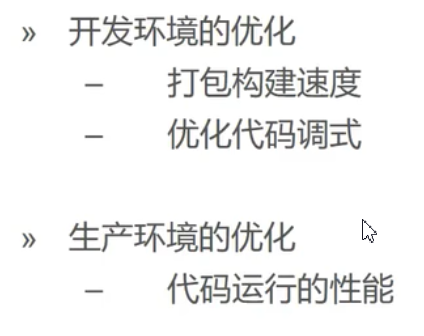 » 开发环境的优化
– 打包构建速度
– 优化代码调式
» 生产环境的优化
– 代码运行的性能